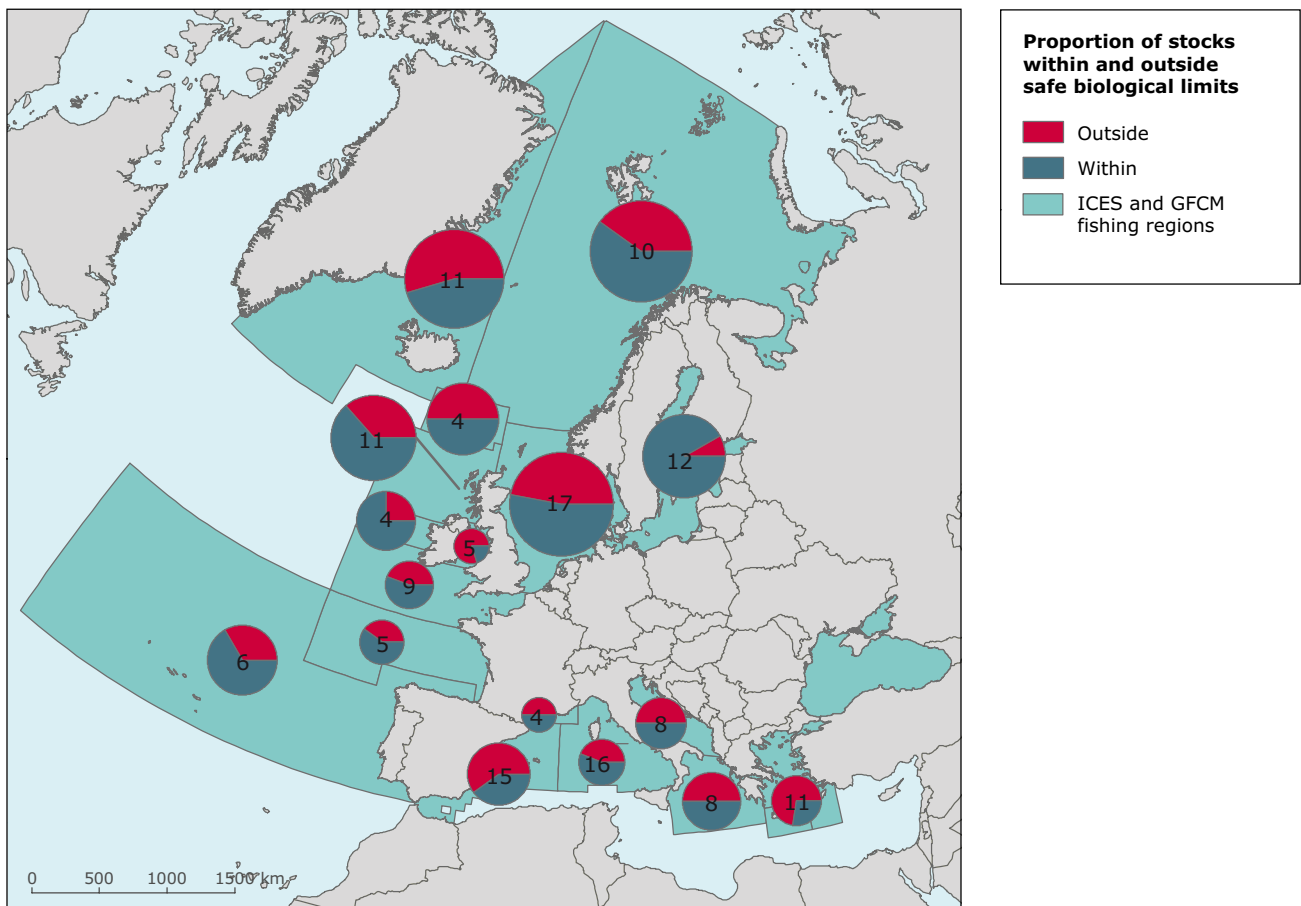 Proportion of stocks
within and outside
safe biological limits
Outside
Within
ICES and GFCM
fishing regions
10
11
4
11
12
17
4
5
9
5
6
4
8
16
15
8
11
0 500 1000 1500 km